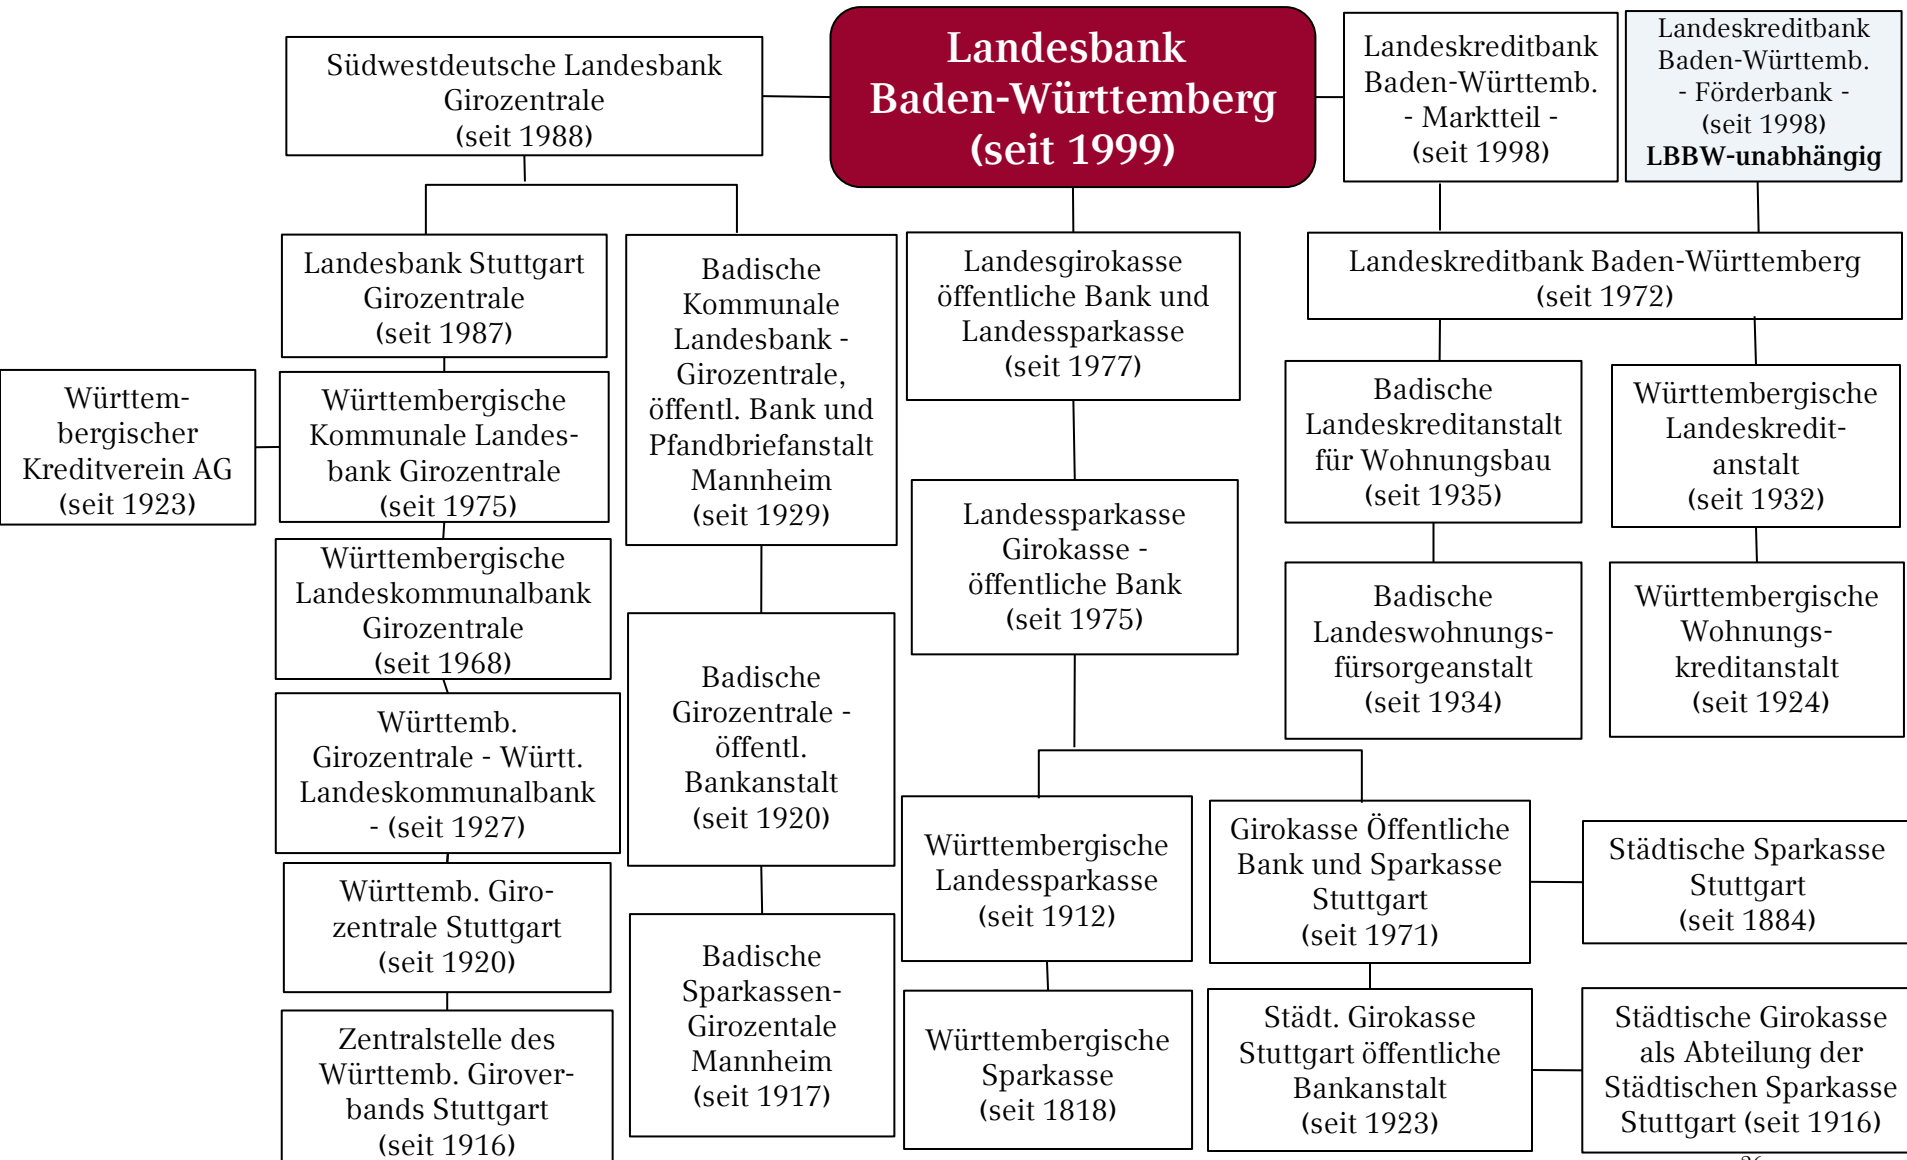 Südwestdeutsche Landesbank
Girozentrale
(seit 1988)
Landesbank
Baden-Württemberg
(seit 1999)
Landeskreditbank
Baden-Württemb.
- Marktteil -
(seit 1998)
Landeskreditbank
Baden-Württemb.
- Förderbank -
(seit 1998)
LBBW-unabhängig
Landesbank Stuttgart
Girozentrale
(seit 1987)
Badische
Kommunale
Landesbank -
Girozentrale,
öffentl. Bank und
Pfandbriefanstalt
Mannheim
(seit 1929)
Landesgirokasse
öffentliche Bank und
Landessparkasse
(seit 1977)
Landeskreditbank Baden-Württemberg
(seit 1972)
Württem-
bergischer
Kreditverein AG
(seit 1923)
Württembergische
Kommunale Landes-
bank Girozentrale
(seit 1975)
Badische
Landeskreditanstalt
für Wohnungsbau
(seit 1935)
Württembergische
Landeskredit-
anstalt
(seit 1932)
Landessparkasse
Girokasse -
öffentliche Bank
(seit 1975)
Württembergische
Landeskommunalbank
Girozentrale
(seit 1968)
Badische
Landeswohnungs-
fürsorgeanstalt
(seit 1934)
Württembergische
Wohnungs-
kreditanstalt
(seit 1924)
Badische
Girozentrale -
öffentl.
Bankanstalt
(seit 1920)
Württemb.
Girozentrale - Württ.
Landeskommunalbank
- (seit 1927)
Württembergische
Landessparkasse
(seit 1912)
Girokasse Öffentliche
Bank und Sparkasse
Stuttgart
(seit 1971)
Städtische Sparkasse
Stuttgart
(seit 1884)
Württemb. Giro-
zentrale Stuttgart
(seit 1920)
Badische
Sparkassen-
Girozentale
Mannheim
(seit 1917)
Württembergische
Sparkasse
(seit 1818)
Städt. Girokasse
Stuttgart öffentliche
Bankanstalt
(seit 1923)
Städtische Girokasse
als Abteilung der
Städtischen Sparkasse
Stuttgart (seit 1916)
Zentralstelle des
Württemb. Girover-
bands Stuttgart
(seit 1916)